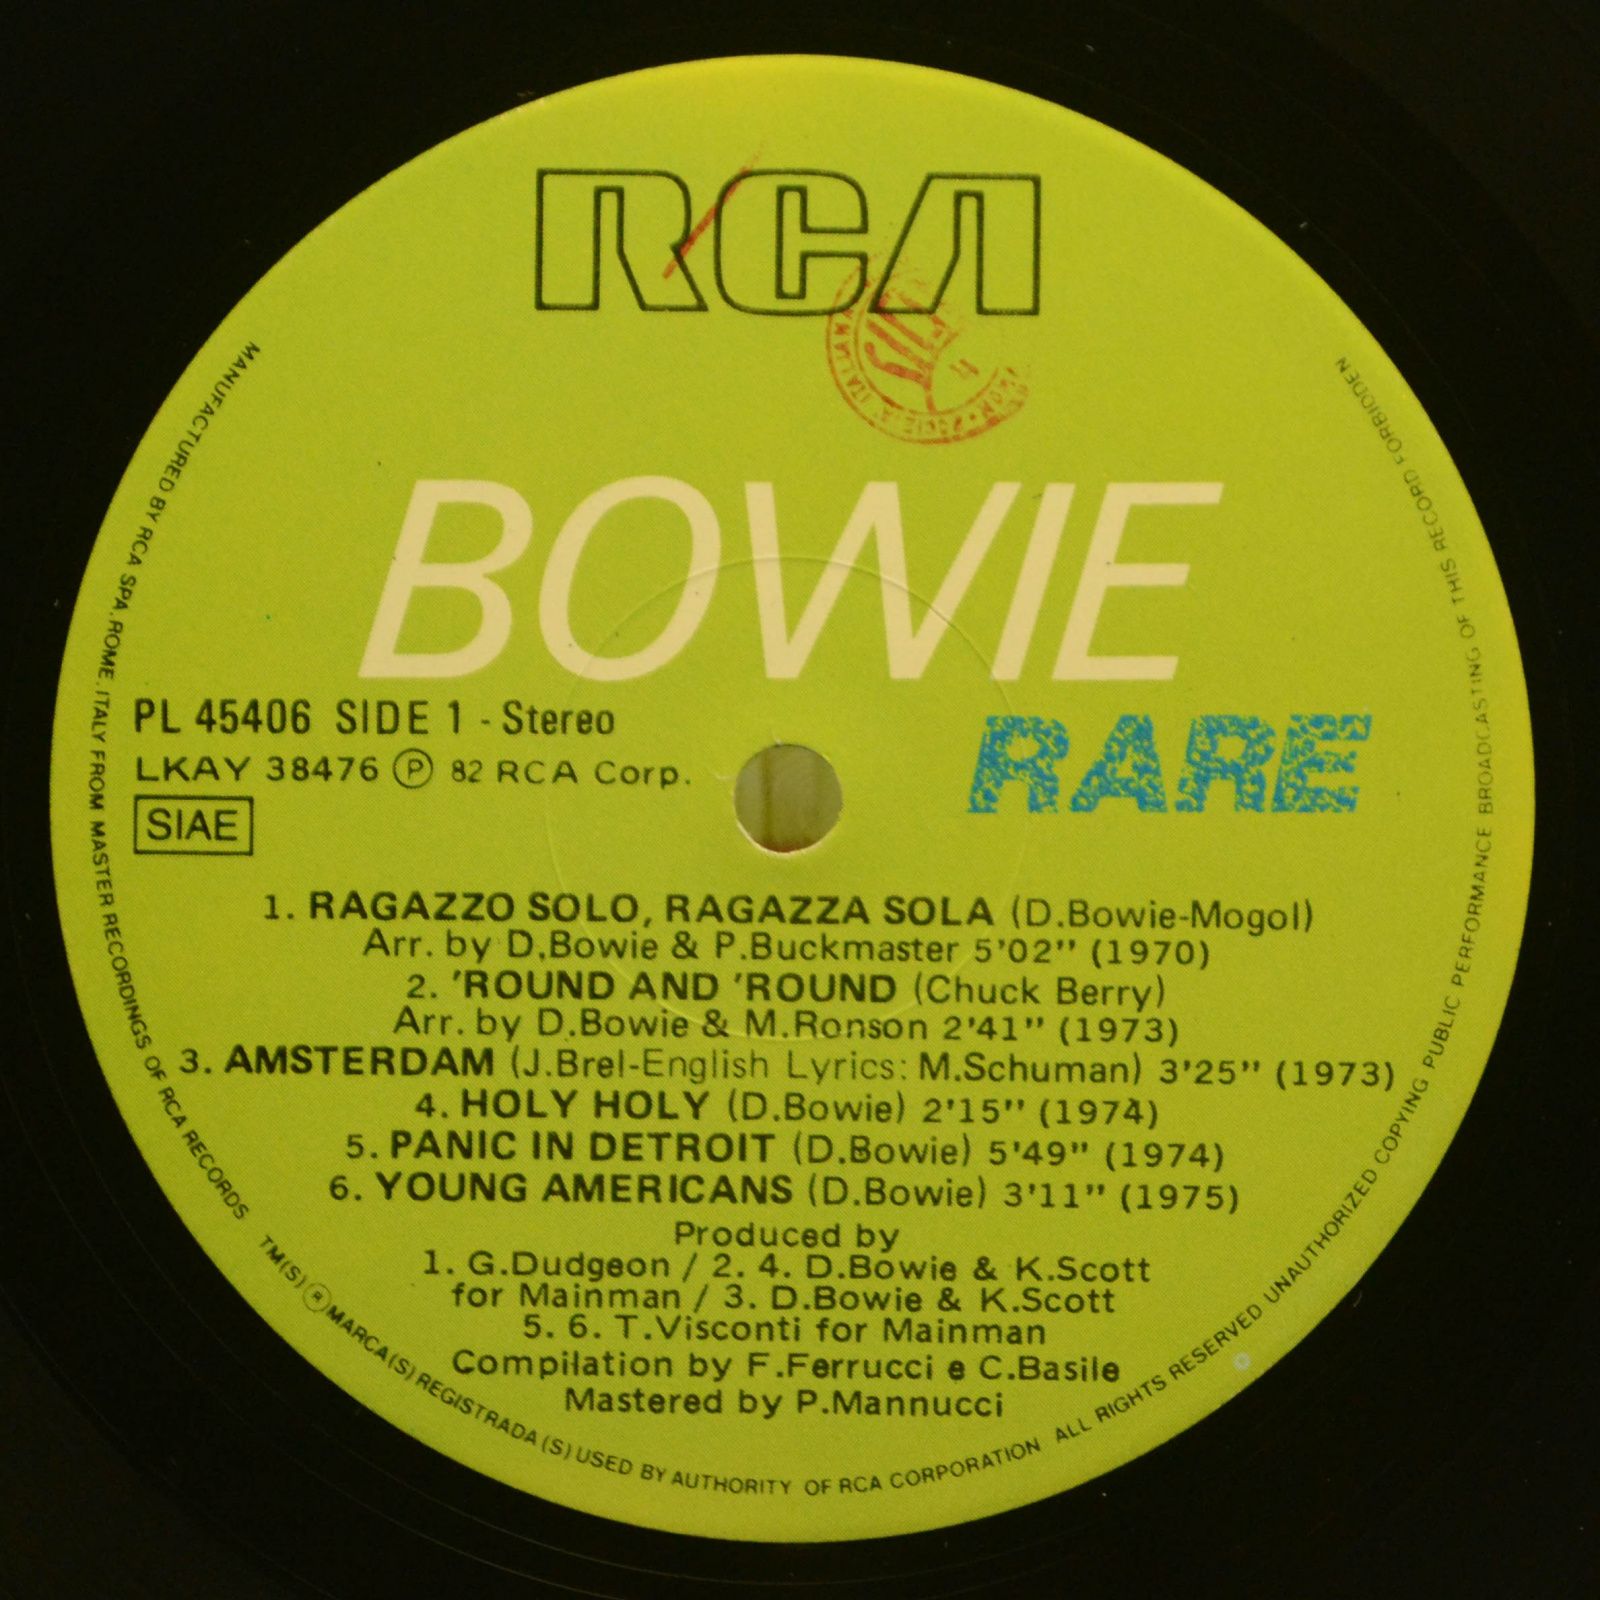 RCA
BOWIE
RARE
PL 45406 SIDE 1 - Stereo
LKAY 38476 Ⓟ 82 RCA Corp.
SIAE
1. RAGAZZO SOLO, RAGAZZA SOLA (D.Bowie-Mogol)
Arr. by D.Bowie & P.Buckmaster 5'02'' (1970)
2. 'ROUND AND 'ROUND (Chuck Berry)
Arr. by D.Bowie & M.Ronson 2'41'' (1973)
3. AMSTERDAM (J.Brel-English Lyrics: M.Schuman) 3'25'' (1973)
4. HOLY HOLY (D.Bowie) 2'15'' (1974)
5. PANIC IN DETROIT (D.Bowie) 5'49'' (1974)
6. YOUNG AMERICANS (D.Bowie) 3'11'' (1975)
Produced by
1. G.Dudgeon / 2. 4. D.Bowie & K.Scott
for Mainman / 3. D.Bowie & K.Scott
5. 6. T.Visconti for Mainman
Compilation by F.Ferrucci e C.Basile
Mastered by P.Mannucci
MANUFACTURED BY RCA SPA. ROME. ITALY FROM MASTER RECORDINGS OF RCA RECORDS TM(S) ® MARCA(S) REGISTRADA(S) USED BY AUTHORITY OF RCA CORPORATION ALL RIGHTS RESERVED UNAUTHORIZED COPYING PUBLIC PERFORMANCE BROADCASTING OF THIS RECORD FORBIDDEN